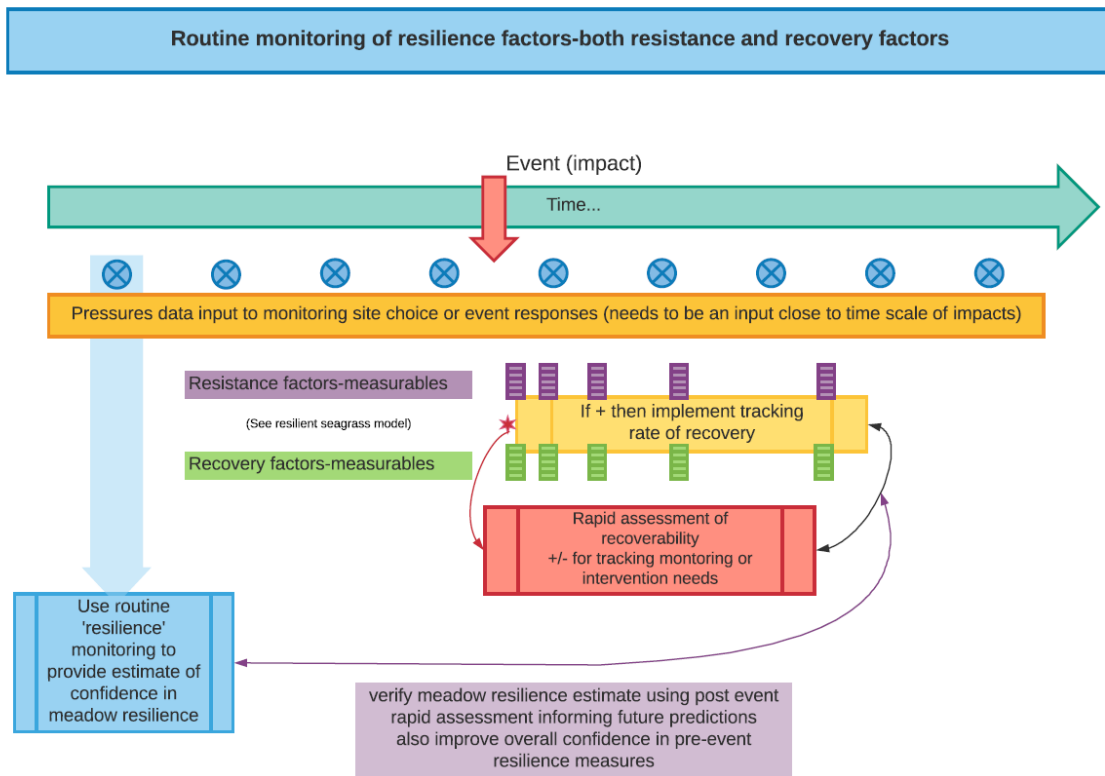 Routine monitoring of resilience factors-both resistance and recovery factors
Event (impact)
Time...
Pressures data input to monitoring site choice or event responses (needs to be an input close to time scale of impacts)
Resistance factors-measurables
(See resilient seagrass model)
Recovery factors-measurables
If + then implement tracking
rate of recovery
Rapid assessment of
recoverability
+/- for tracking montoring or
intervention needs
Use routine
'resilience'
monitoring to
provide estimate of
confidence in
meadow resilience
verify meadow resilience estimate using post event
rapid assessment informing future predictions
also improve overall confidence in pre-event
resilience measures